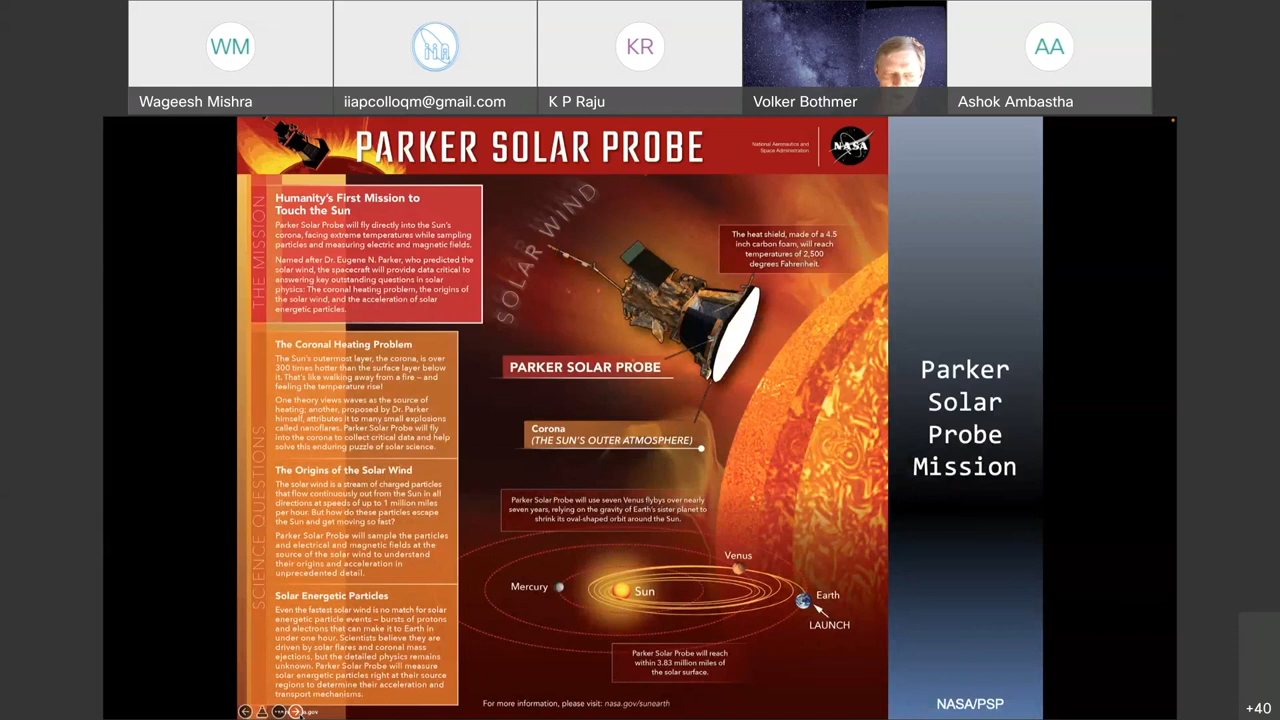 WM
KR
AA
Wageesh Mishra
iiapcolloqm@gmail.com
K P Raju
Volker Bothmer
Ashok Ambastha
PARKER SOLAR PROBE
National Aeronautics and
Space Administration
NASA
THE MISSION
Humanity's First Mission to
Touch the Sun
Parker Solar Probe will fly directly into the Sun's
corona, facing extreme temperatures while sampling
particles and measuring electric and magnetic fields.
Named after Dr. Eugene N. Parker, who predicted the
solar wind, the spacecraft will provide data critical to
answering key outstanding questions in solar
physics: The coronal heating problem, the origins of
the solar wind, and the acceleration of solar
energetic particles.
SCIENCE QUESTIONS
The Coronal Heating Problem
The Sun's outermost layer, the corona, is over
300 times hotter than the surface layer below
it. That's like walking away from a fire – and
feeling the temperature rise!
One theory views waves as the source of
heating; another, proposed by Dr. Parker
himself, attributes it to many small explosions
called nanoflares. Parker Solar Probe will fly
into the corona to collect critical data and help
solve this enduring puzzle of solar science.
The Origins of the Solar Wind
The solar wind is a stream of charged particles
that flow continuously out from the Sun in all
directions at speeds of up to 1 million miles
per hour. But how do these particles escape
the Sun and get moving so fast?
Parker Solar Probe will sample the particles
and electrical and magnetic fields at the
source of the solar wind to understand
their origins and acceleration in
unprecedented detail.
Solar Energetic Particles
Even the fastest solar wind is no match for solar
energetic particle events – bursts of protons
and electrons that can make it to Earth in
under one hour. Scientists believe they are
driven by solar flares and coronal mass
ejections, but the detailed physics remains
unknown. Parker Solar Probe will measure
solar energetic particles right at their source
regions to determine their acceleration and
transport mechanisms.
SOLAR WIND
The heat shield, made of a 4.5
inch carbon foam, will reach
temperatures of 2,500
degrees Fahrenheit.
PARKER SOLAR PROBE
Corona
(THE SUN'S OUTER ATMOSPHERE)
Parker Solar Probe will use seven Venus flybys over nearly
seven years, relying on the gravity of Earth's sister planet to
shrink its oval-shaped orbit around the Sun.
Venus
Mercury
Sun
Earth
LAUNCH
Parker Solar Probe will reach
within 3.83 million miles of
the solar surface.
For more information, please visit: nasa.gov/sunearth
Parker
Solar
Probe
Mission
NASA/PSP
+40